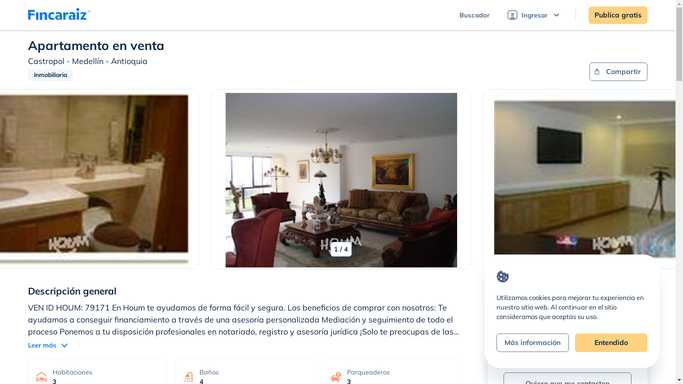 Fincaraiz
Buscador
Ingresar
Publica gratis
Apartamento en venta
Castropol - Medellín - Antioquia
Inmobiliaria
Compartir
HOUM
1 / 4
Descripción general
VEN ID HOUM: 79171 En Houm te ayudamos de forma fácil y segura. Los beneficios de comprar con nosotros: Te
ayudamos a conseguir financiamiento a través de una asesoría personalizada Mediación y seguimiento de todo el
proceso Ponemos a tu disposición profesionales en notariado, registro y asesoría jurídica ¡Solo te preocupas de las...
Leer más
Habitaciones
3
Baños
4
Parqueaderos
3
Utilizamos cookies para mejorar tu experiencia en
nuestro sitio web. Al continuar en el sitio
consideramos que aceptas su uso.
Más información
Entendido
Quiero que me contacten